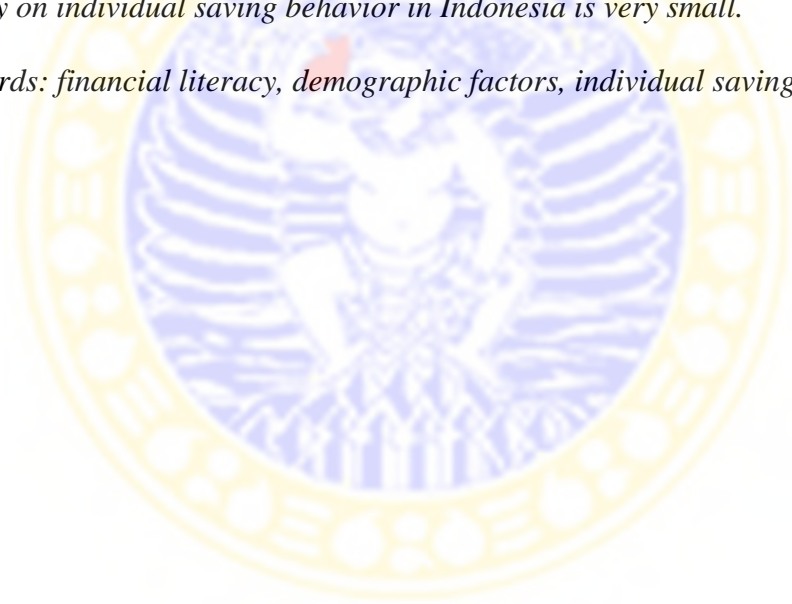 y on individual saving behavior in Indonesia is very small.
rds: financial literacy, demographic factors, individual saving